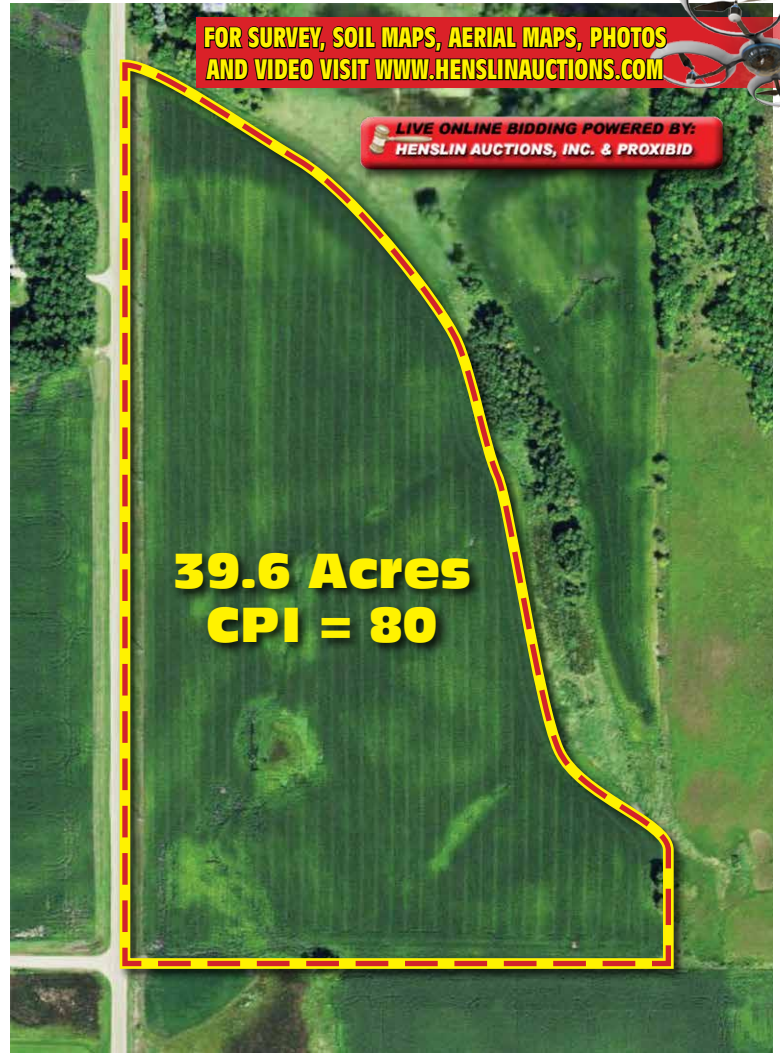 FOR SURVEY, SOIL MAPS, AERIAL MAPS, PHOTOS
AND VIDEO VISIT WWW.HENSLINAUCTIONS.COM
LIVE ONLINE BIDDING POWERED BY:
HENSLIN AUCTIONS, INC. & PROXIBID
39.6 Acres
CPI = 80